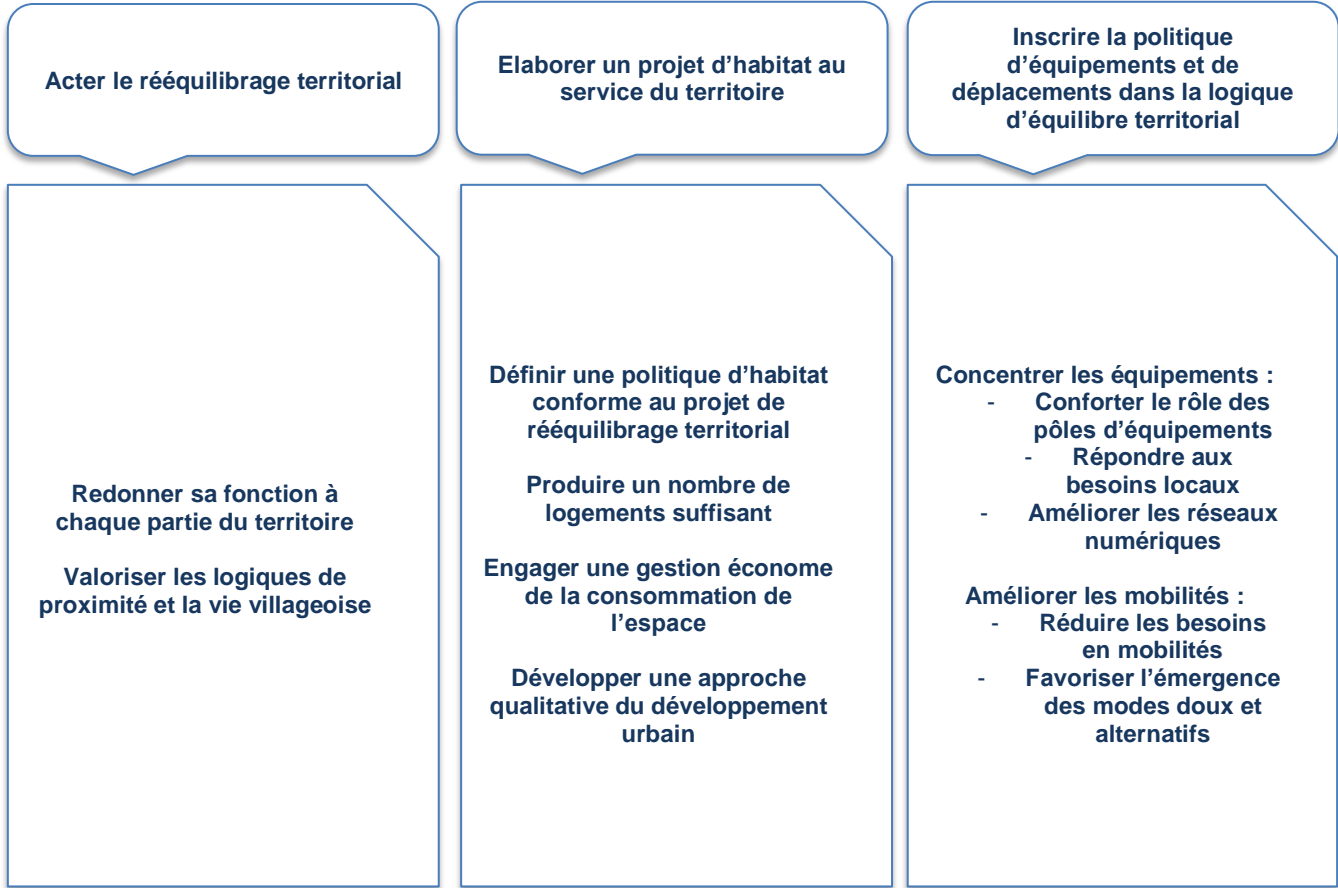 Acter le rééquilibrage territorial
Elaborer un projet d’habitat au
service du territoire
Inscrire la politique
d’équipements et de
déplacements dans la logique
d’équilibre territorial
Redonner sa fonction à
chaque partie du territoire
Valoriser les logiques de
proximité et la vie villageoise
Définir une politique d’habitat
conforme au projet de
rééquilibrage territorial
Produire un nombre de
logements suffisant
Engager une gestion économe
de la consommation de
l’espace
Développer une approche
qualitative du développement
urbain
Concentrer les équipements :
- Conforter le rôle des
pôles d’équipements
- Répondre aux
besoins locaux
- Améliorer les réseaux
numériques
Améliorer les mobilités :
- Réduire les besoins
en mobilités
- Favoriser l’émergence
des modes doux et
alternatifs